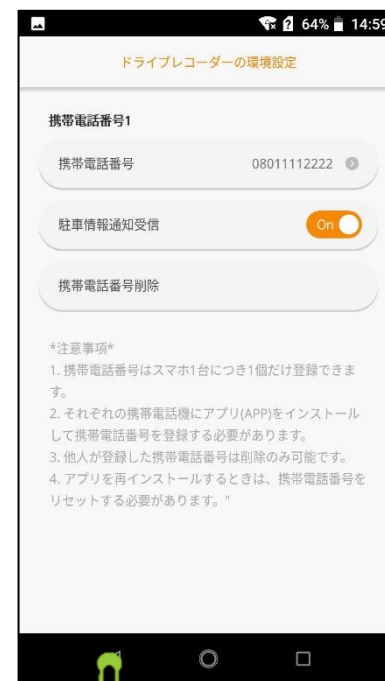 64% 14:59
ドライブレコーダーの環境設定
携帯電話番号1
携帯電話番号 08011112222
駐車情報通知受信 On
携帯電話番号削除
*注意事項*
1. 携帯電話番号はスマホ1台につき1個だけ登録できま
す。
2. それぞれの携帯電話機にアプリ(APP)をインストール
して携帯電話番号を登録する必要があります。
3. 他人が登録した携帯電話番号は削除のみ可能です。
4. アプリを再インストールするときは、携帯電話番号を
リセットする必要があります。"